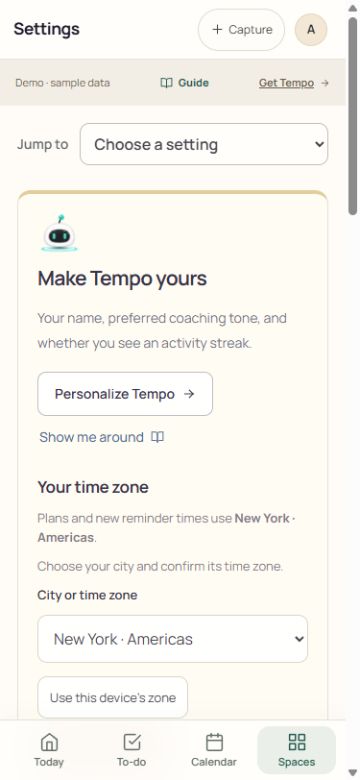 Settings
+ Capture
A
Demo · sample data
Guide
Get Tempo →
Jump to
Choose a setting
Make Tempo yours
Your name, preferred coaching tone, and
whether you see an activity streak.
Personalize Tempo →
Show me around
Your time zone
Plans and new reminder times use New York ·
Americas.
Choose your city and confirm its time zone.
City or time zone
New York · Americas
Use this device's zone
Today
To-do
Calendar
Spaces